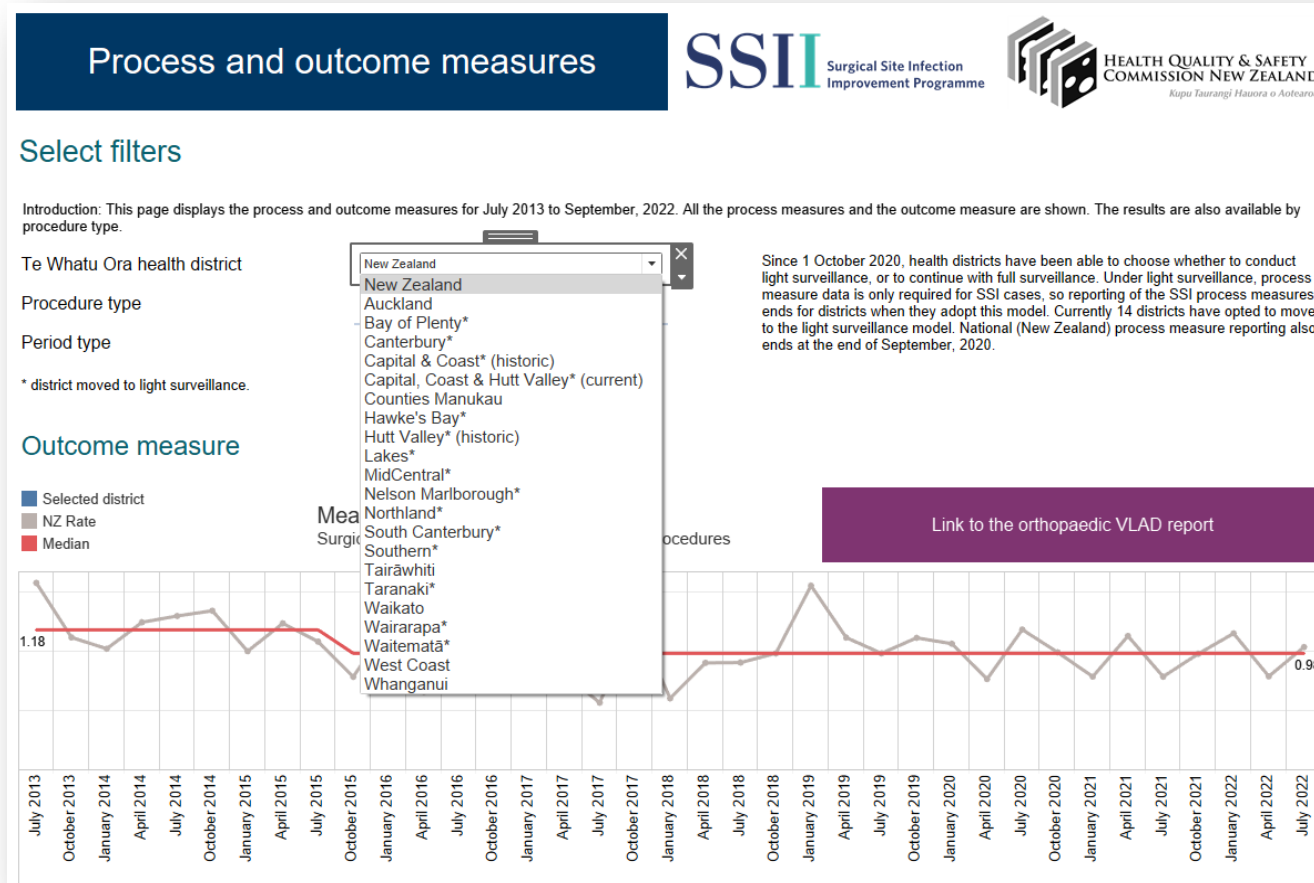 Process and outcome measures
SSII
Surgical Site Infection
Improvement Programme
HEALTH QUALITY & SAFETY
COMMISSION NEW ZEALAND
Kupu Taurangi Hauora o Aotearo
Select filters
Introduction: This page displays the process and outcome measures for July 2013 to September, 2022. All the process measures and the outcome measure are shown. The results are also available by
procedure type.
Te Whatu Ora health district
Procedure type
Period type
* district moved to light surveillance.
New Zealand
New Zealand
Auckland
Bay of Plenty*
Canterbury*
Capital & Coast* (historic)
Capital, Coast & Hutt Valley* (current)
Counties Manukau
Hawke's Bay*
Hutt Valley* (historic)
Lakes*
MidCentral*
Nelson Marlborough*
Northland*
South Canterbury*
Southern*
Tairāwhiti
Taranaki*
Waikato
Wairarapa*
Waitematā*
West Coast
Whanganui
Since 1 October 2020, health districts have been able to choose whether to conduct
light surveillance, or to continue with full surveillance. Under light surveillance, process
measure data is only required for SSI cases, so reporting of the SSI process measures
ends for districts when they adopt this model. Currently 14 districts have opted to move
to the light surveillance model. National (New Zealand) process measure reporting also
ends at the end of September, 2020.
Outcome measure
Selected district
NZ Rate
Median
Mea
Surgic
ocedures
Link to the orthopaedic VLAD report
1.18
0.98
July 2013
October 2013
January 2014
April 2014
July 2014
October 2014
January 2015
April 2015
July 2015
October 2015
January 2016
April 2016
July 2016
October 2016
January 2017
April 2017
July 2017
October 2017
January 2018
April 2018
July 2018
October 2018
January 2019
April 2019
July 2019
October 2019
January 2020
April 2020
July 2020
October 2020
January 2021
April 2021
July 2021
October 2021
January 2022
April 2022
July 2022